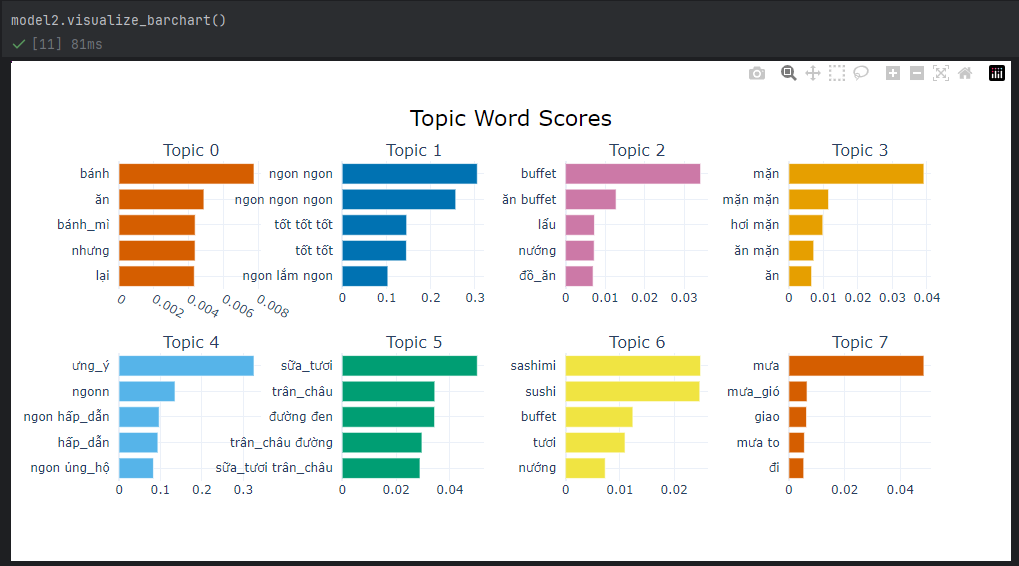 model2.visualize_barchart()
[11] 81ms
Topic Word Scores
Topic 0
bánh
ăn
bánh_mì
nhưng
lại
0 0.002 0.004 0.006 0.008
Topic 1
ngon ngon
ngon ngon ngon
tốt tốt tốt
tốt tốt
ngon lắm ngon
0 0.1 0.2 0.3
Topic 2
buffet
ăn buffet
lẩu
nướng
đồ_ăn
0 0.01 0.02 0.03
Topic 3
mặn
mặn mặn
hơi mặn
ăn mặn
ăn
0 0.01 0.02 0.03 0.04
Topic 4
ưng_ý
ngonn
ngon hấp_dẫn
hấp_dẫn
ngon ủng_hộ
0 0.1 0.2 0.3
Topic 5
sữa_tươi
trân_châu
đường đen
trân_châu đường
sữa_tươi trân_châu
0 0.02 0.04
Topic 6
sashimi
sushi
buffet
tươi
nướng
0 0.01 0.02
Topic 7
mưa
mưa_gió
giao
mưa to
đi
0 0.02 0.04